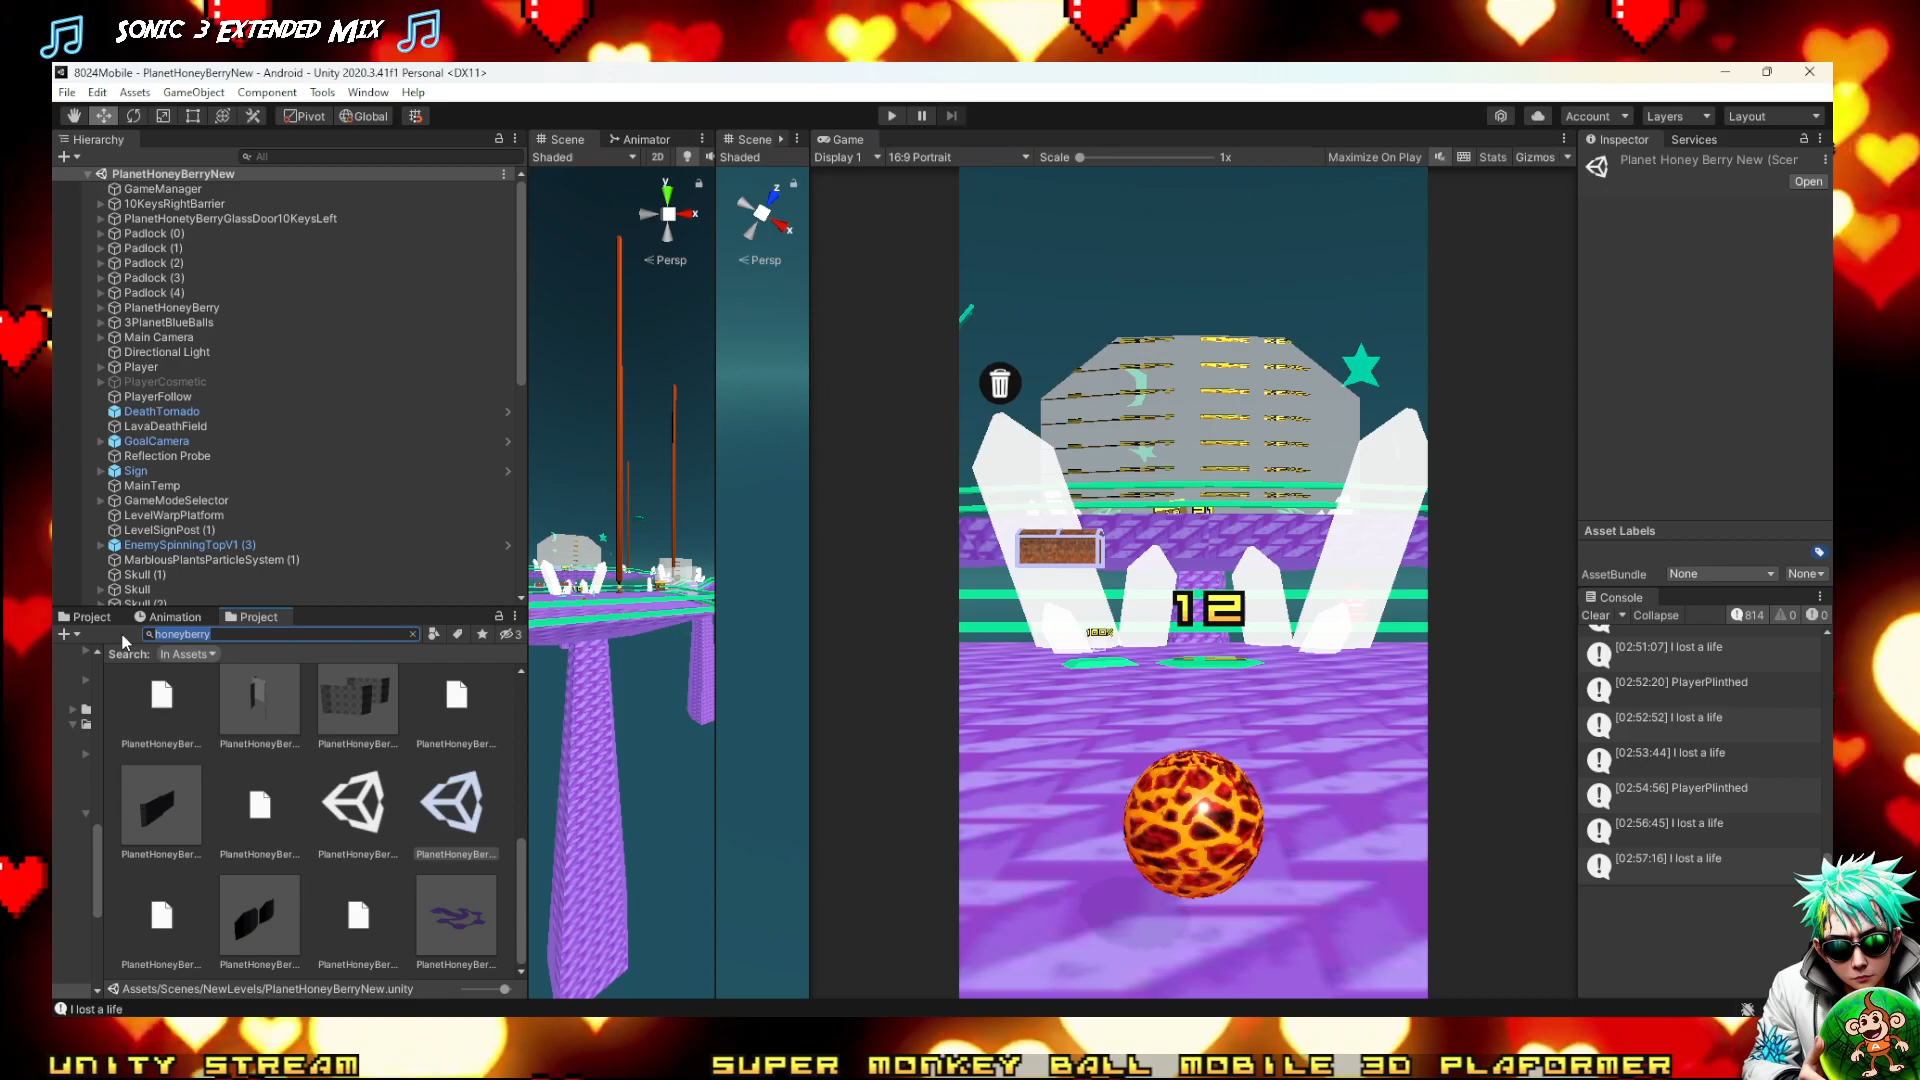 Sonic 3 Extended Mix
8024Mobile - PlanetHoneyBerryNew - Android - Unity 2020.3.41f1 Personal <DX11>
File Edit Assets GameObject Component Tools Window Help
Pivot Global Account Layers Layout
Hierarchy
All
PlanetHoneyBerryNew
GameManager
10KeysRightBarrier
PlanetHonetyBerryGlassDoor10KeysLeft
Padlock (0)
Padlock (1)
Padlock (2)
Padlock (3)
Padlock (4)
PlanetHoneyBerry
3PlanetBlueBalls
Main Camera
Directional Light
Player
PlayerCosmetic
PlayerFollow
DeathTornado
LavaDeathField
GoalCamera
Reflection Probe
Sign
MainTemp
GameModeSelector
LevelWarpPlatform
LevelSignPost (1)
EnemySpinningTopV1 (3)
MarblousPlantsParticleSystem (1)
Skull (1)
Skull
Skull (2)
Project Animation Project
honeyberry
3
Search: In Assets
PlanetHoneyBer... PlanetHoneyBer... PlanetHoneyBer... PlanetHoneyBer...
PlanetHoneyBer... PlanetHoneyBer... PlanetHoneyBer... PlanetHoneyBer...
PlanetHoneyBer... PlanetHoneyBer... PlanetHoneyBer... PlanetHoneyBer...
Assets/Scenes/NewLevels/PlanetHoneyBerryNew.unity
I lost a life
Scene Animator
Shaded 2D
y
x
Persp
Scene
Shaded
z
x
Persp
Game
Display 1 16:9 Portrait Scale 1x Maximize On Play Stats Gizmos
12
100%
Inspector Services
Planet Honey Berry New (Scer
Open
Asset Labels
AssetBundle None None
Console
Clear Collapse 814 0 0
[02:51:07] I lost a life
[02:52:20] PlayerPlinthed
[02:52:52] I lost a life
[02:53:44] I lost a life
[02:54:56] PlayerPlinthed
[02:56:45] I lost a life
[02:57:16] I lost a life
UNITY STREAM
SUPER MONKEY BALL MOBILE 3D PLAFORMER